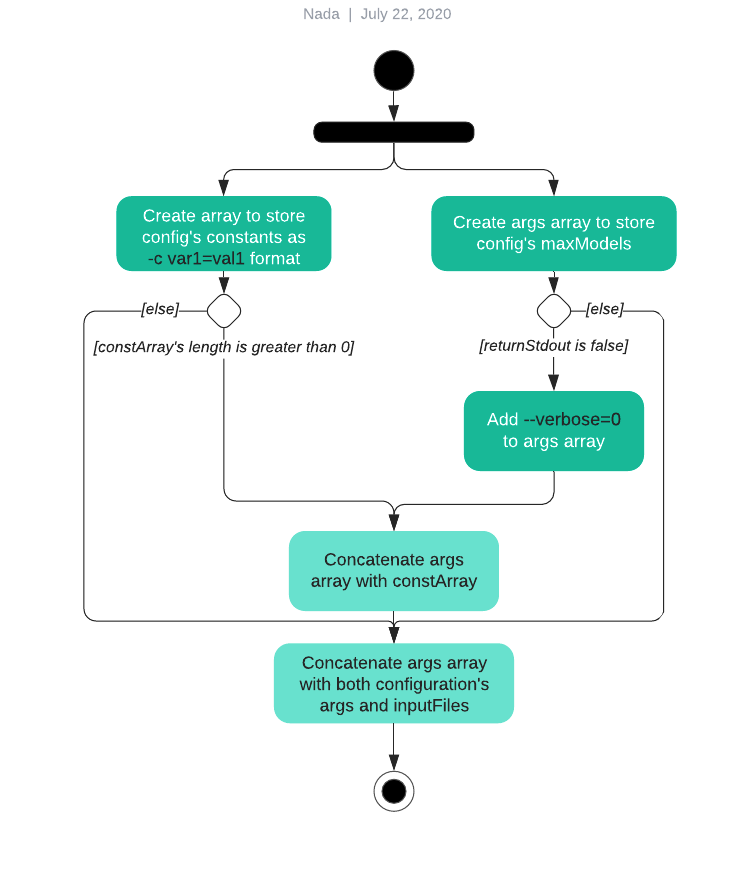 Nada | July 22, 2020
Create array to store
config's constants as
-c var1=val1 format
Create args array to store
config's maxModels
[else]
[else]
[constArray's length is greater than 0]
[returnStdout is false]
Add --verbose=0
to args array
Concatenate args
array with constArray
Concatenate args array
with both configuration's
args and inputFiles